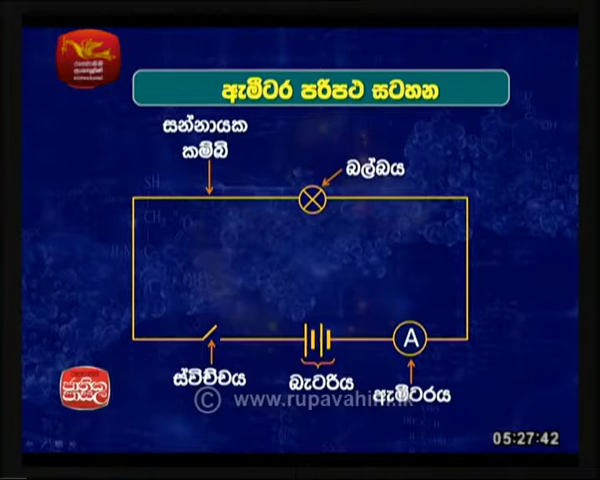 ඇමීටර පරිපථ සටහන
සන්නායක
කම්බි
බල්බය
A
ස්විච්චය
බැටරිය
ඇමීටරය
ජාතික
පාසල
© www.rupavahini.lk
05:27:42